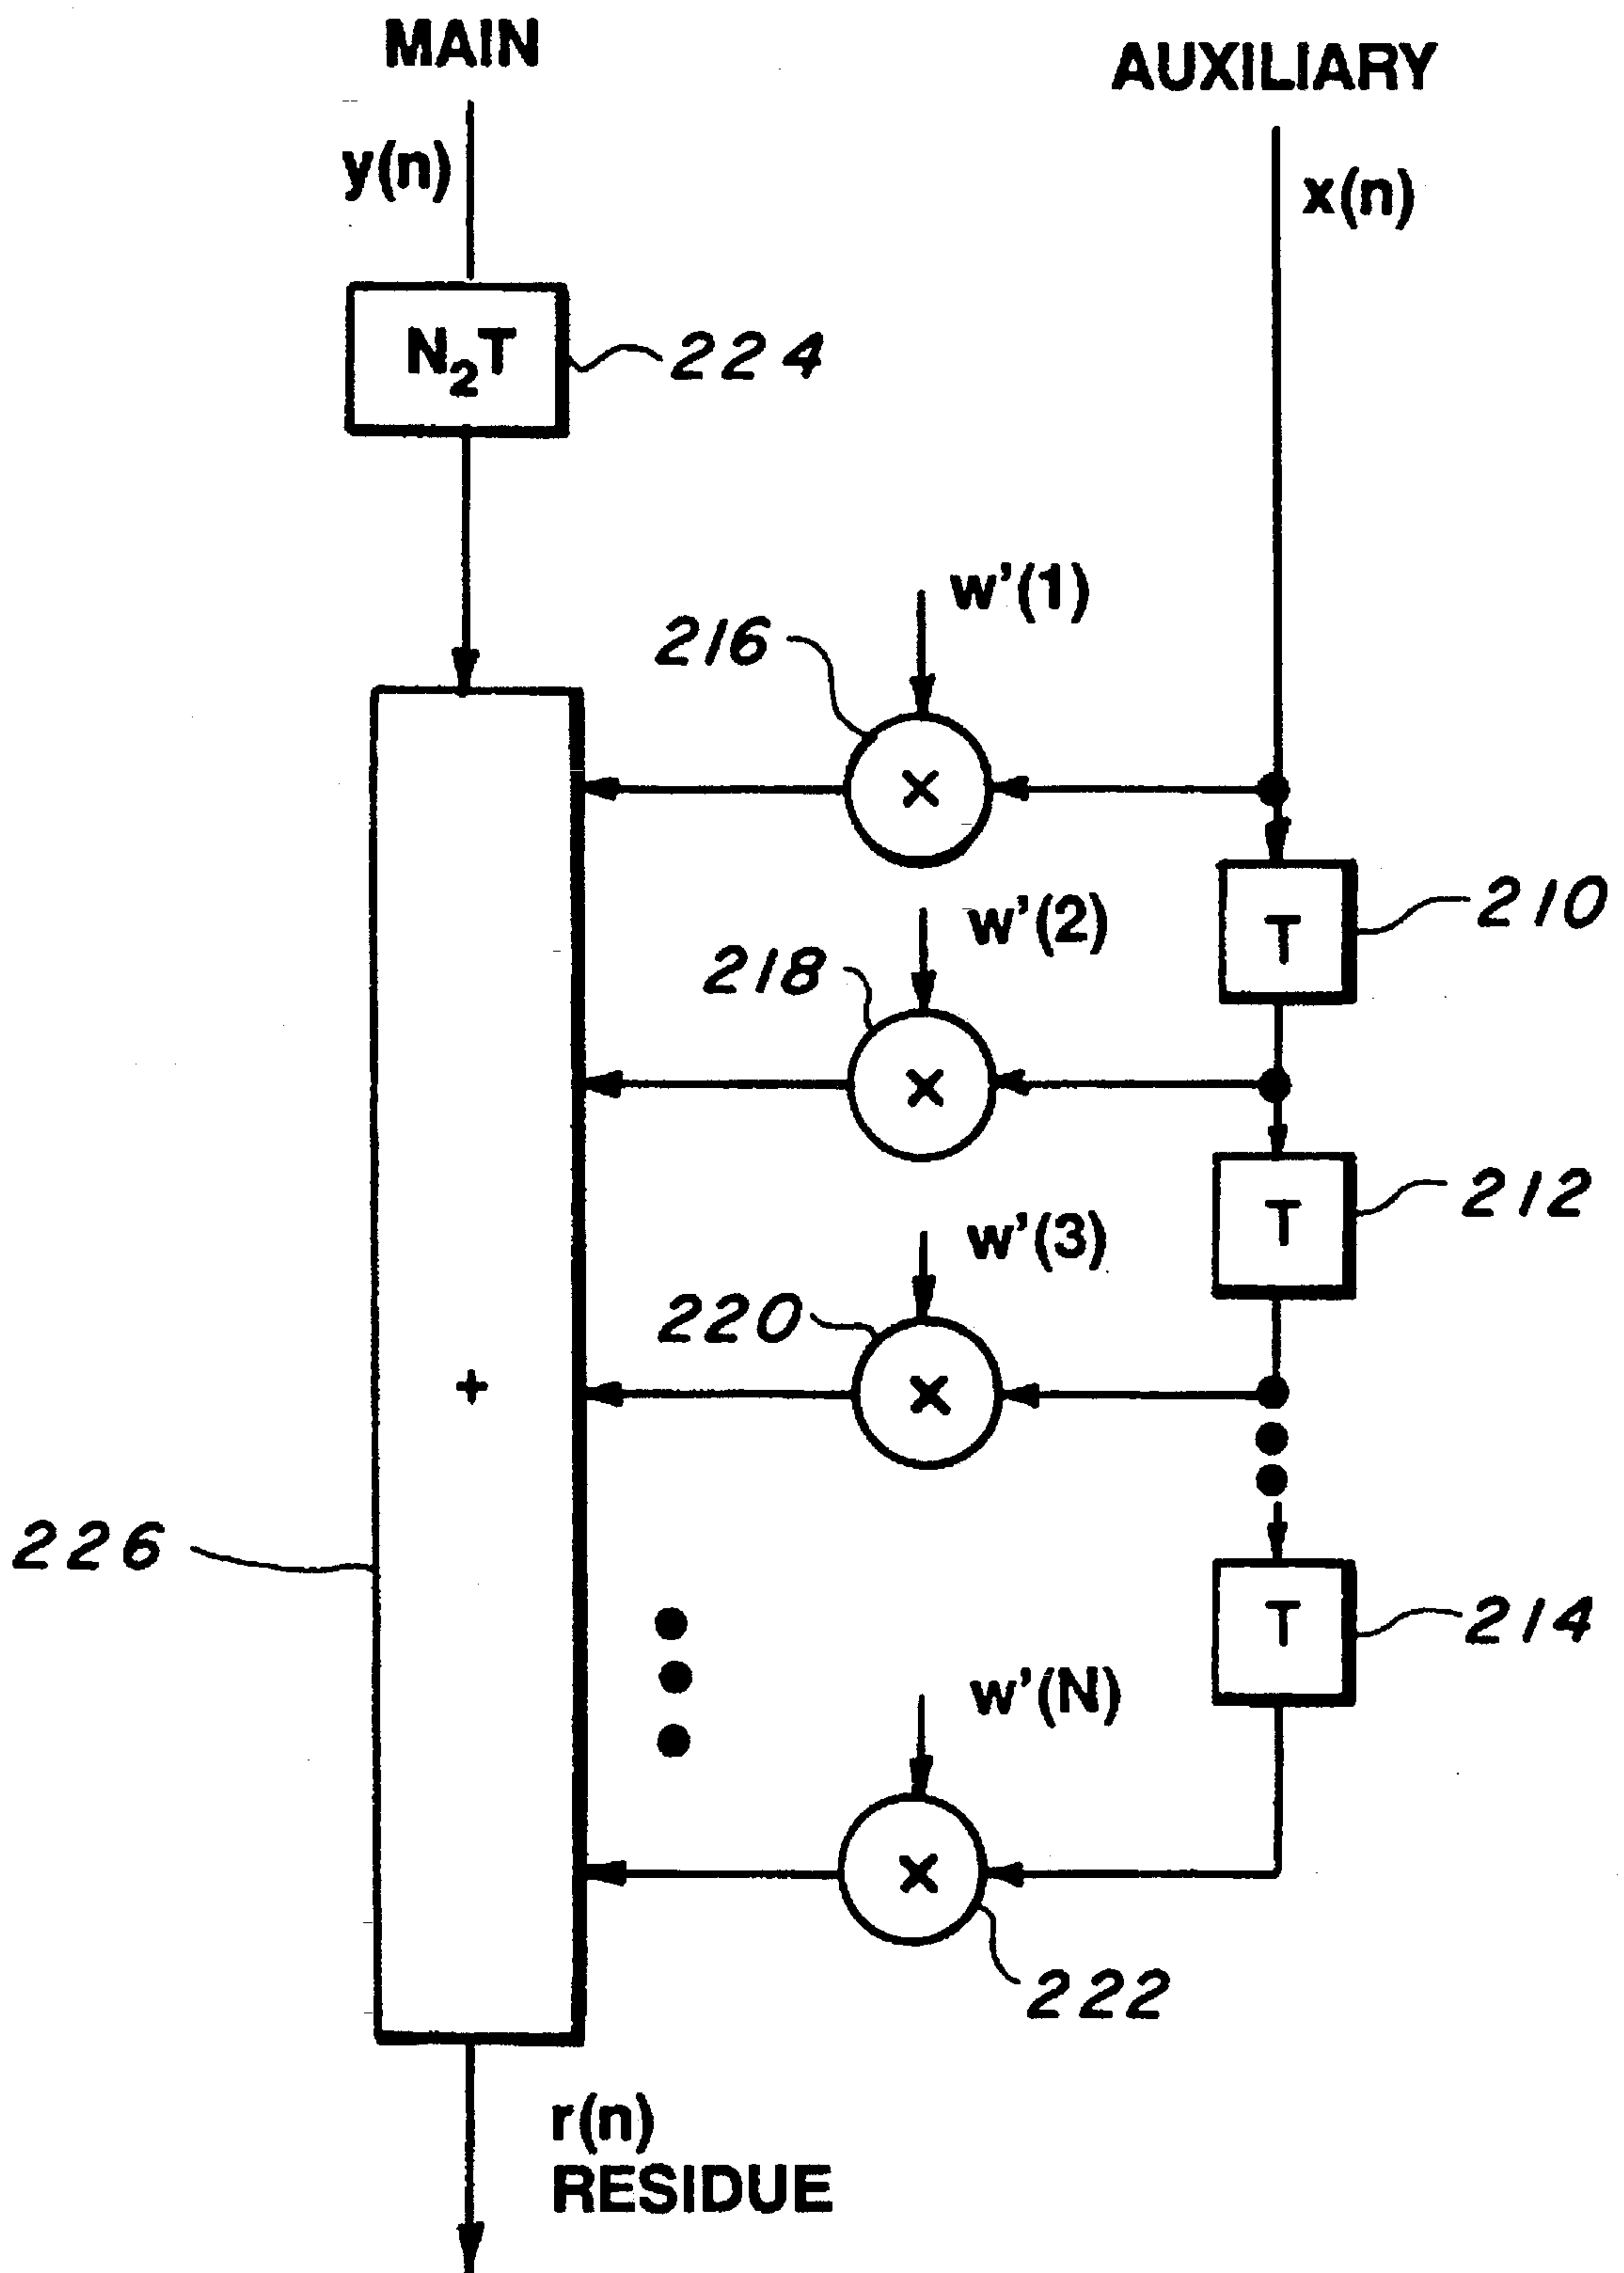 MAIN
AUXILIARY
y(n)
x(n)
N₂T
224
w'(1)
216
×
T
210
w'(2)
218
×
T
212
w'(3)
220
×
+
226
T
214
w'(N)
×
222
r(n)
RESIDUE